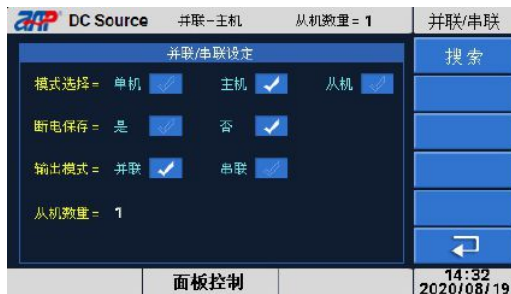 AAP DC Source 并联-主机 从机数量= 1 并联/串联
并联/串联设定
搜索
模式选择= 单机 主机 从机
断电保存= 是 否
输出模式= 并联 串联
从机数量= 1
面板控制
14:32
2020/08/19